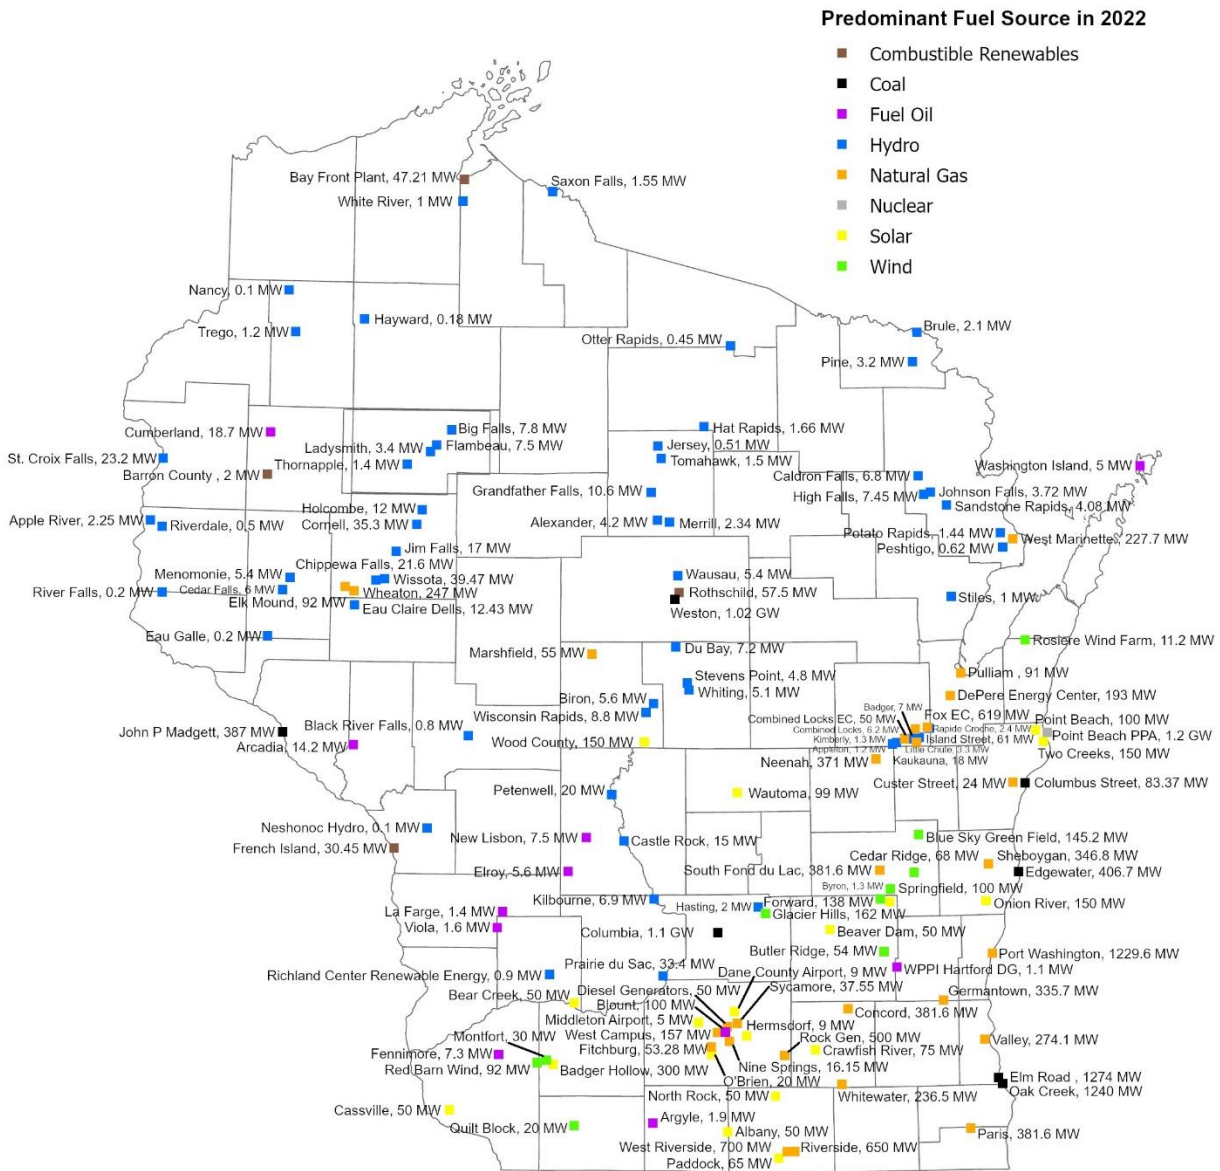 Predominant Fuel Source in 2022
Combustible Renewables
Coal
Fuel Oil
Hydro
Natural Gas
Nuclear
Solar
Wind
Bay Front Plant, 47.21 MW
Saxon Falls, 1.55 MW
White River, 1 MW
Nancy, 0.1 MW
Hayward, 0.18 MW
Trego, 1.2 MW
Brule, 2.1 MW
Otter Rapids, 0.45 MW
Pine, 3.2 MW
Cumberland, 18.7 MW
Big Falls, 7.8 MW
Hat Rapids, 1.66 MW
Flambeau, 7.5 MW
Ladysmith, 3.4 MW
Jersey, 0.51 MW
St. Croix Falls, 23.2 MW
Thornapple, 1.4 MW
Tomahawk, 1.5 MW
Washington Island, 5 MW
Barron County , 2 MW
Caldron Falls, 6.8 MW
Grandfather Falls, 10.6 MW
High Falls, 7.45 MW
Johnson Falls, 3.72 MW
Sandstone Rapids, 4.08 MW
Holcombe, 12 MW
Apple River, 2.25 MW
Riverdale, 0.5 MW
Cornell, 35.3 MW
Alexander, 4.2 MW
Merrill, 2.34 MW
Potato Rapids, 1.44 MW
West Marinette, 227.7 MW
Peshtigo, 0.62 MW
Jim Falls, 17 MW
Chippewa Falls, 21.6 MW
Menomonie, 5.4 MW
Wissota, 39.47 MW
Wausau, 5.4 MW
River Falls, 0.2 MW
Cedar Falls, 6 MW
Wheaton, 247 MW
Rothschild, 57.5 MW
Elk Mound, 92 MW
Eau Claire Dells, 12.43 MW
Weston, 1.02 GW
Stiles, 1 MW
Eau Galle, 0.2 MW
Rosiere Wind Farm, 11.2 MW
Marshfield, 55 MW
Du Bay, 7.2 MW
Pulliam , 91 MW
Stevens Point, 4.8 MW
Whiting, 5.1 MW
DePere Energy Center, 193 MW
Biron, 5.6 MW
Badger, 7 MW
Wisconsin Rapids, 8.8 MW
Combined Locks EC, 50 MW
Fox EC, 619 MW
Point Beach, 100 MW
John P Madgett, 387 MW
Black River Falls, 0.8 MW
Combined Locks, 6.2 MW
Rapide Croche, 2.4 MW
Point Beach PPA, 1.2 GW
Arcadia, 14.2 MW
Wood County, 150 MW
Kimberly, 1.3 MW
Island Street, 61 MW
Appleton, 1.2 MW
Little Chute, 3.3 MW
Two Creeks, 150 MW
Neenah, 371 MW
Kaukauna, 18 MW
Petenwell, 20 MW
Wautoma, 99 MW
Custer Street, 24 MW
Columbus Street, 83.37 MW
Neshonoc Hydro, 0.1 MW
New Lisbon, 7.5 MW
Castle Rock, 15 MW
Blue Sky Green Field, 145.2 MW
French Island, 30.45 MW
Cedar Ridge, 68 MW
Sheboygan, 346.8 MW
Elroy, 5.6 MW
South Fond du Lac, 381.6 MW
Edgewater, 406.7 MW
Byron, 1.3 MW
Springfield, 100 MW
Kilbourne, 6.9 MW
Hasting, 2 MW
Forward, 138 MW
Onion River, 150 MW
La Farge, 1.4 MW
Glacier Hills, 162 MW
Viola, 1.6 MW
Columbia, 1.1 GW
Beaver Dam, 50 MW
Butler Ridge, 54 MW
Port Washington, 1229.6 MW
Prairie du Sac, 33.4 MW
Richland Center Renewable Energy, 0.9 MW
Dane County Airport, 9 MW
WPPI Hartford DG, 1.1 MW
Diesel Generators, 50 MW
Sycamore, 37.55 MW
Bear Creek, 50 MW
Blount, 100 MW
Germantown, 335.7 MW
Middleton Airport, 5 MW
Hermsdorf, 9 MW
Concord, 381.6 MW
Montfort, 30 MW
West Campus, 157 MW
Rock Gen, 500 MW
Valley, 274.1 MW
Fennimore, 7.3 MW
Fitchburg, 53.28 MW
Crawfish River, 75 MW
Red Barn Wind, 92 MW
Badger Hollow, 300 MW
Nine Springs, 16.15 MW
O'Brien, 20 MW
Elm Road , 1274 MW
North Rock, 50 MW
Whitewater, 236.5 MW
Oak Creek, 1240 MW
Cassville, 50 MW
Quilt Block, 20 MW
Argyle, 1.9 MW
Albany, 50 MW
Paris, 381.6 MW
West Riverside, 700 MW
Riverside, 650 MW
Paddock, 65 MW